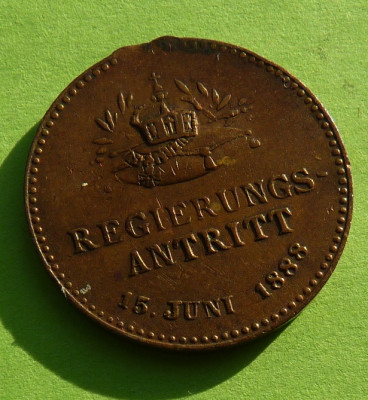 REGIERUNGS-
ANTRITT
15. JUNI 1888